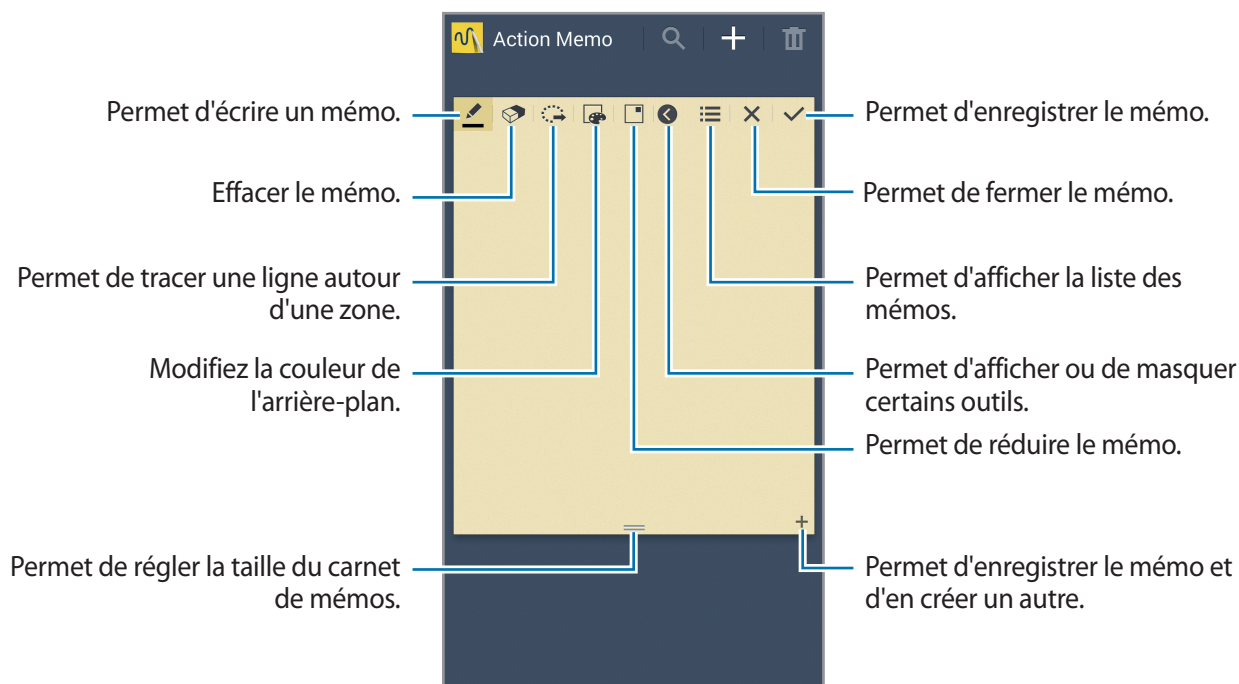 Action Memo
Permet d'écrire un mémo.
Effacer le mémo.
Permet de tracer une ligne autour
d'une zone.
Modifiez la couleur de
l'arrière-plan.
Permet de régler la taille du carnet
de mémos.
Permet d'enregistrer le mémo.
Permet de fermer le mémo.
Permet d'afficher la liste des
mémos.
Permet d'afficher ou de masquer
certains outils.
Permet de réduire le mémo.
Permet d'enregistrer le mémo et
d'en créer un autre.